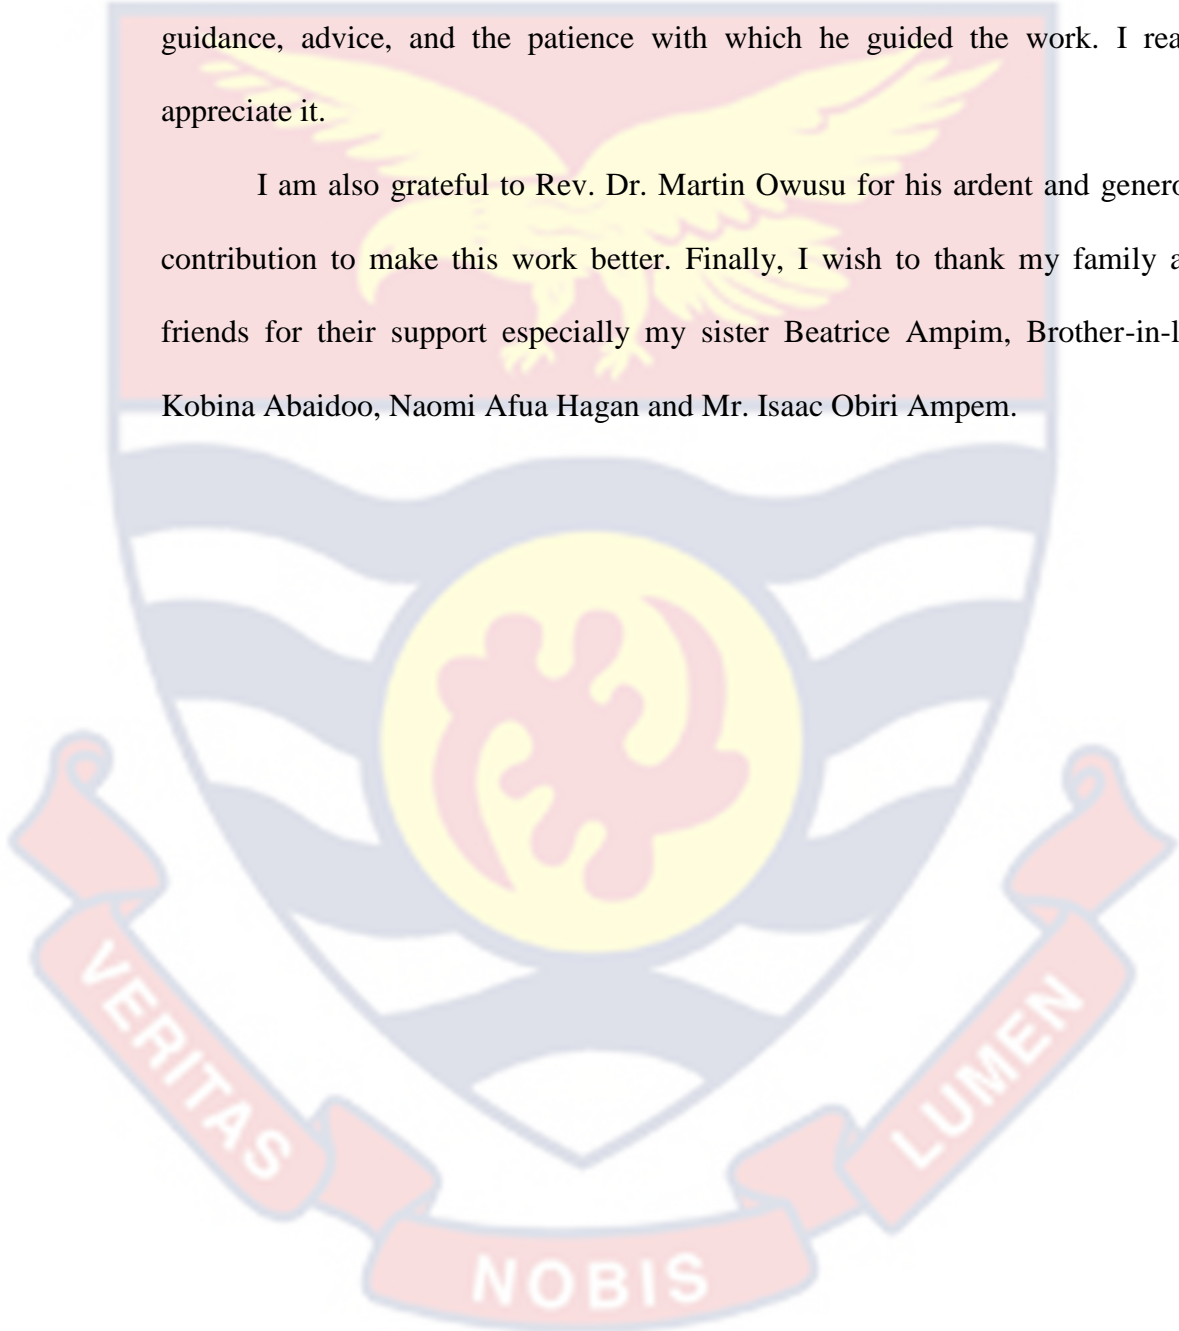 guidance, advice, and the patience with which he guided the work. I rea
appreciate it.
I am also grateful to Rev. Dr. Martin Owusu for his ardent and genero
contribution to make this work better. Finally, I wish to thank my family a
friends for their support especially my sister Beatrice Ampim, Brother-in-l
Kobina Abaidoo, Naomi Afua Hagan and Mr. Isaac Obiri Ampem.
VERITAS
NOBIS
LUMEN